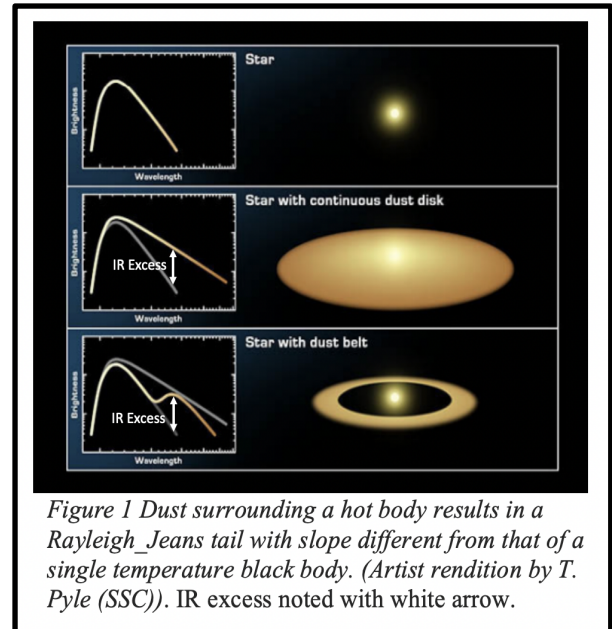 Star
Brightness
Wavelength
Star with continuous dust disk
Brightness
IR Excess
Wavelength
Star with dust belt
Brightness
IR Excess
Wavelength
Figure 1 Dust surrounding a hot body results in a
Rayleigh_Jeans tail with slope different from that of a
single temperature black body. (Artist rendition by T.
Pyle (SSC)). IR excess noted with white arrow.